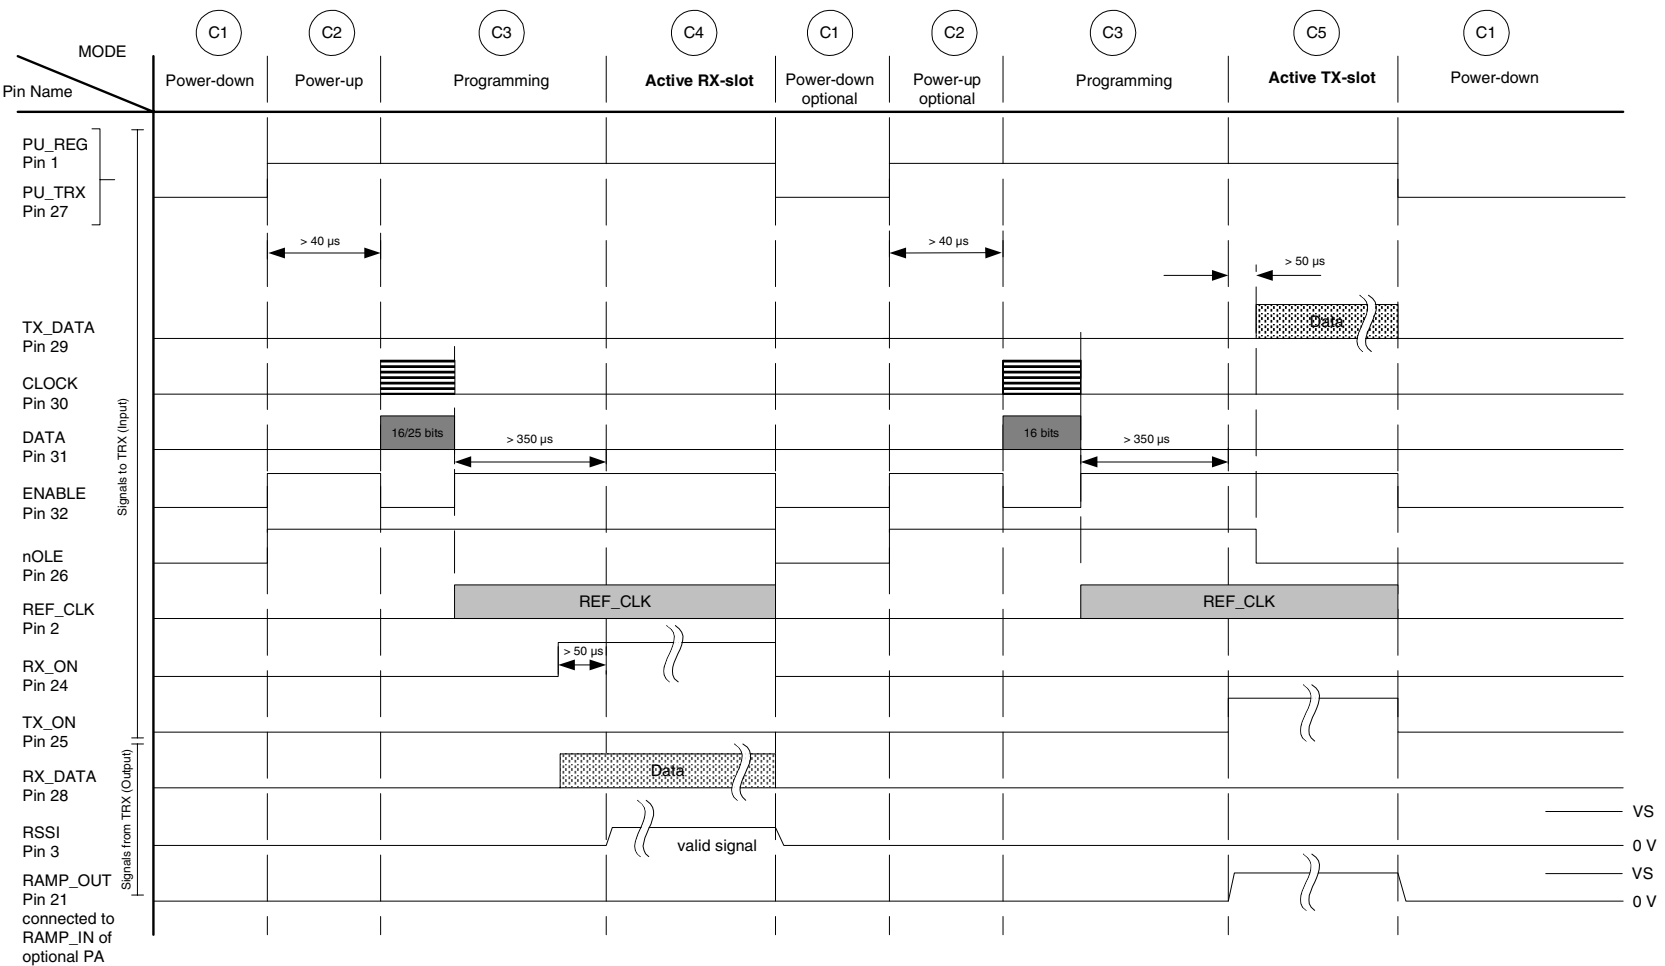 C1 C2 C3 C4 C1 C2 C3 C5 C1
MODE
Pin Name
Power-down Power-up Programming Active RX-slot Power-down Power-up Programming Active TX-slot Power-down
optional optional
PU_REG
Pin 1
PU_TRX
Pin 27
> 40 µs > 40 µs
> 50 µs
TX_DATA
Pin 29
Data
CLOCK
Pin 30
DATA
Pin 31
16/25 bits > 350 µs 16 bits > 350 µs
ENABLE
Pin 32
nOLE
Pin 26
REF_CLK
Pin 2
REF_CLK REF_CLK
RX_ON
Pin 24
> 50 µs
TX_ON
Pin 25
RX_DATA
Pin 28
Data
RSSI
Pin 3
valid signal
VS
0 V
RAMP_OUT
Pin 21
connected to
RAMP_IN of
optional PA
VS
0 V
Signals to TRX (Input)
Signals from TRX (Output)